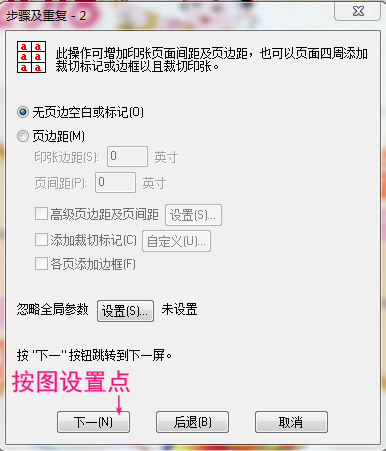 步骤及重复 - 2
a a
a a
a a
此操作可增加印张页面间距及页边距，也可以页面四周添加
裁切标记或边框以且裁切印张。
无页边空白或标记(O)
页边距(M)
印张边距(S): 0 英寸
页间距(P): 0 英寸
高级页边距及页间距 设置(S)...
添加裁切标记(C) 自定义(U)...
各页添加边框(F)
忽略全局参数 设置(S)... 未设置
按 "下一" 按钮跳转到下一屏。
按图设置点
下一(N) 后退(B) 取消